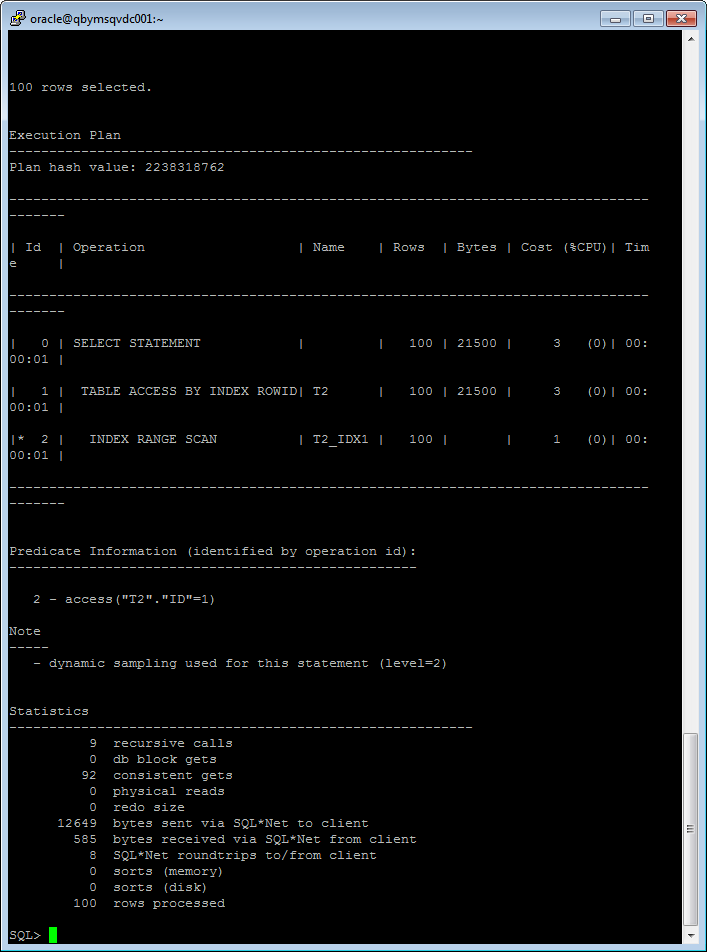 oracle@qbymsqvdc001:~
100 rows selected.
Execution Plan
----------------------------------------------------------
Plan hash value: 2238318762
--------------------------------------------------------------------------------
-------
| Id  | Operation                   | Name    | Rows  | Bytes | Cost (%CPU)| Tim
e     |
--------------------------------------------------------------------------------
-------
|   0 | SELECT STATEMENT            |         |   100 | 21500 |     3   (0)| 00:
00:01 |
|   1 |  TABLE ACCESS BY INDEX ROWID| T2      |   100 | 21500 |     3   (0)| 00:
00:01 |
|*  2 |   INDEX RANGE SCAN          | T2_IDX1 |   100 |       |     1   (0)| 00:
00:01 |
--------------------------------------------------------------------------------
-------
Predicate Information (identified by operation id):
---------------------------------------------------
   2 - access("T2"."ID"=1)
Note
-----
   - dynamic sampling used for this statement (level=2)
Statistics
----------------------------------------------------------
          9  recursive calls
          0  db block gets
         92  consistent gets
          0  physical reads
          0  redo size
      12649  bytes sent via SQL*Net to client
        585  bytes received via SQL*Net from client
          8  SQL*Net roundtrips to/from client
          0  sorts (memory)
          0  sorts (disk)
        100  rows processed
SQL>